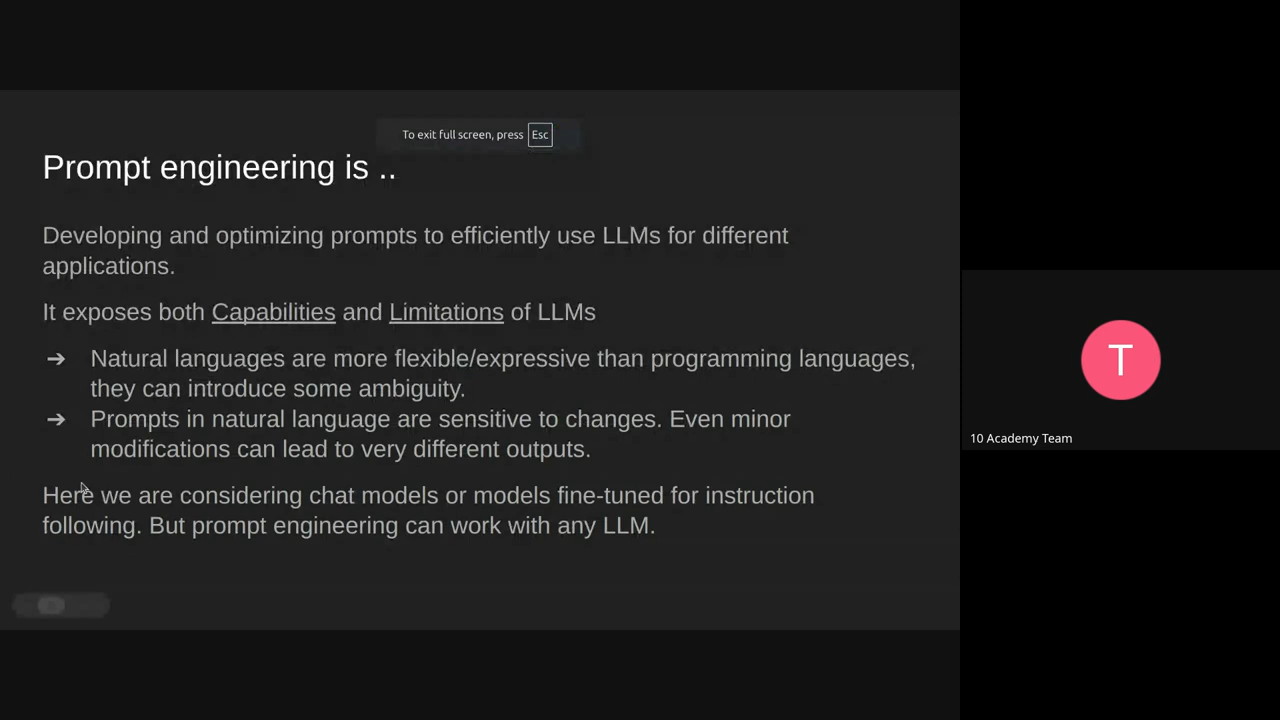 To exit full screen, press Esc
Prompt engineering is ..
Developing and optimizing prompts to efficiently use LLMs for different
applications.
It exposes both Capabilities and Limitations of LLMs
➔ Natural languages are more flexible/expressive than programming languages,
they can introduce some ambiguity.
➔ Prompts in natural language are sensitive to changes. Even minor
modifications can lead to very different outputs.
Here we are considering chat models or models fine-tuned for instruction
following. But prompt engineering can work with any LLM.
T
10 Academy Team